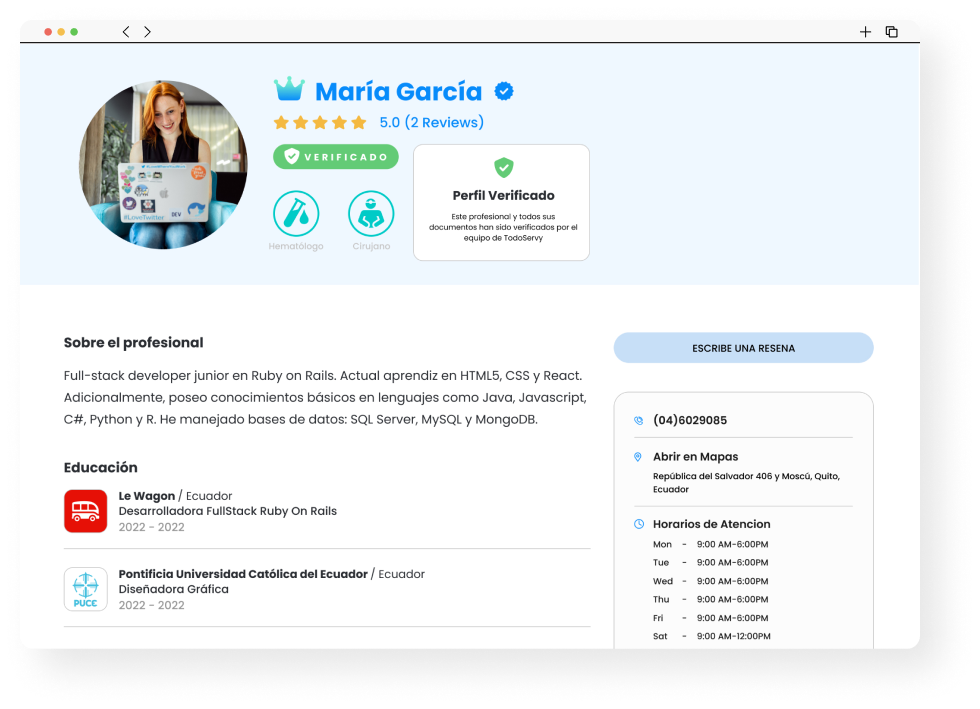 María García
5.0 (2 Reviews)
VERIFICADO
Perfil Verificado
Este profesional y todos sus
documentos han sido verificados por el
equipo de TodoServy
Hematólogo
Cirujano
#LoveTwitter
DEV
Sobre el profesional
Full-stack developer junior en Ruby on Rails. Actual aprendiz en HTML5, CSS y React.
Adicionalmente, poseo conocimientos básicos en lenguajes como Java, Javascript,
C#, Python y R. He manejado bases de datos: SQL Server, MySQL y MongoDB.
Educación
Le Wagon / Ecuador
Desarrolladora FullStack Ruby On Rails
2022 - 2022
PUCE
Pontificia Universidad Católica del Ecuador / Ecuador
Diseñadora Gráfica
2022 - 2022
ESCRIBE UNA RESENA
(04)6029085
Abrir en Mapas
República del Salvador 406 y Moscú, Quito,
Ecuador
Horarios de Atencion
Mon - 9:00 AM-6:00PM
Tue - 9:00 AM-6:00PM
Wed - 9:00 AM-6:00PM
Thu - 9:00 AM-6:00PM
Fri - 9:00 AM-6:00PM
Sat - 9:00 AM-12:00PM